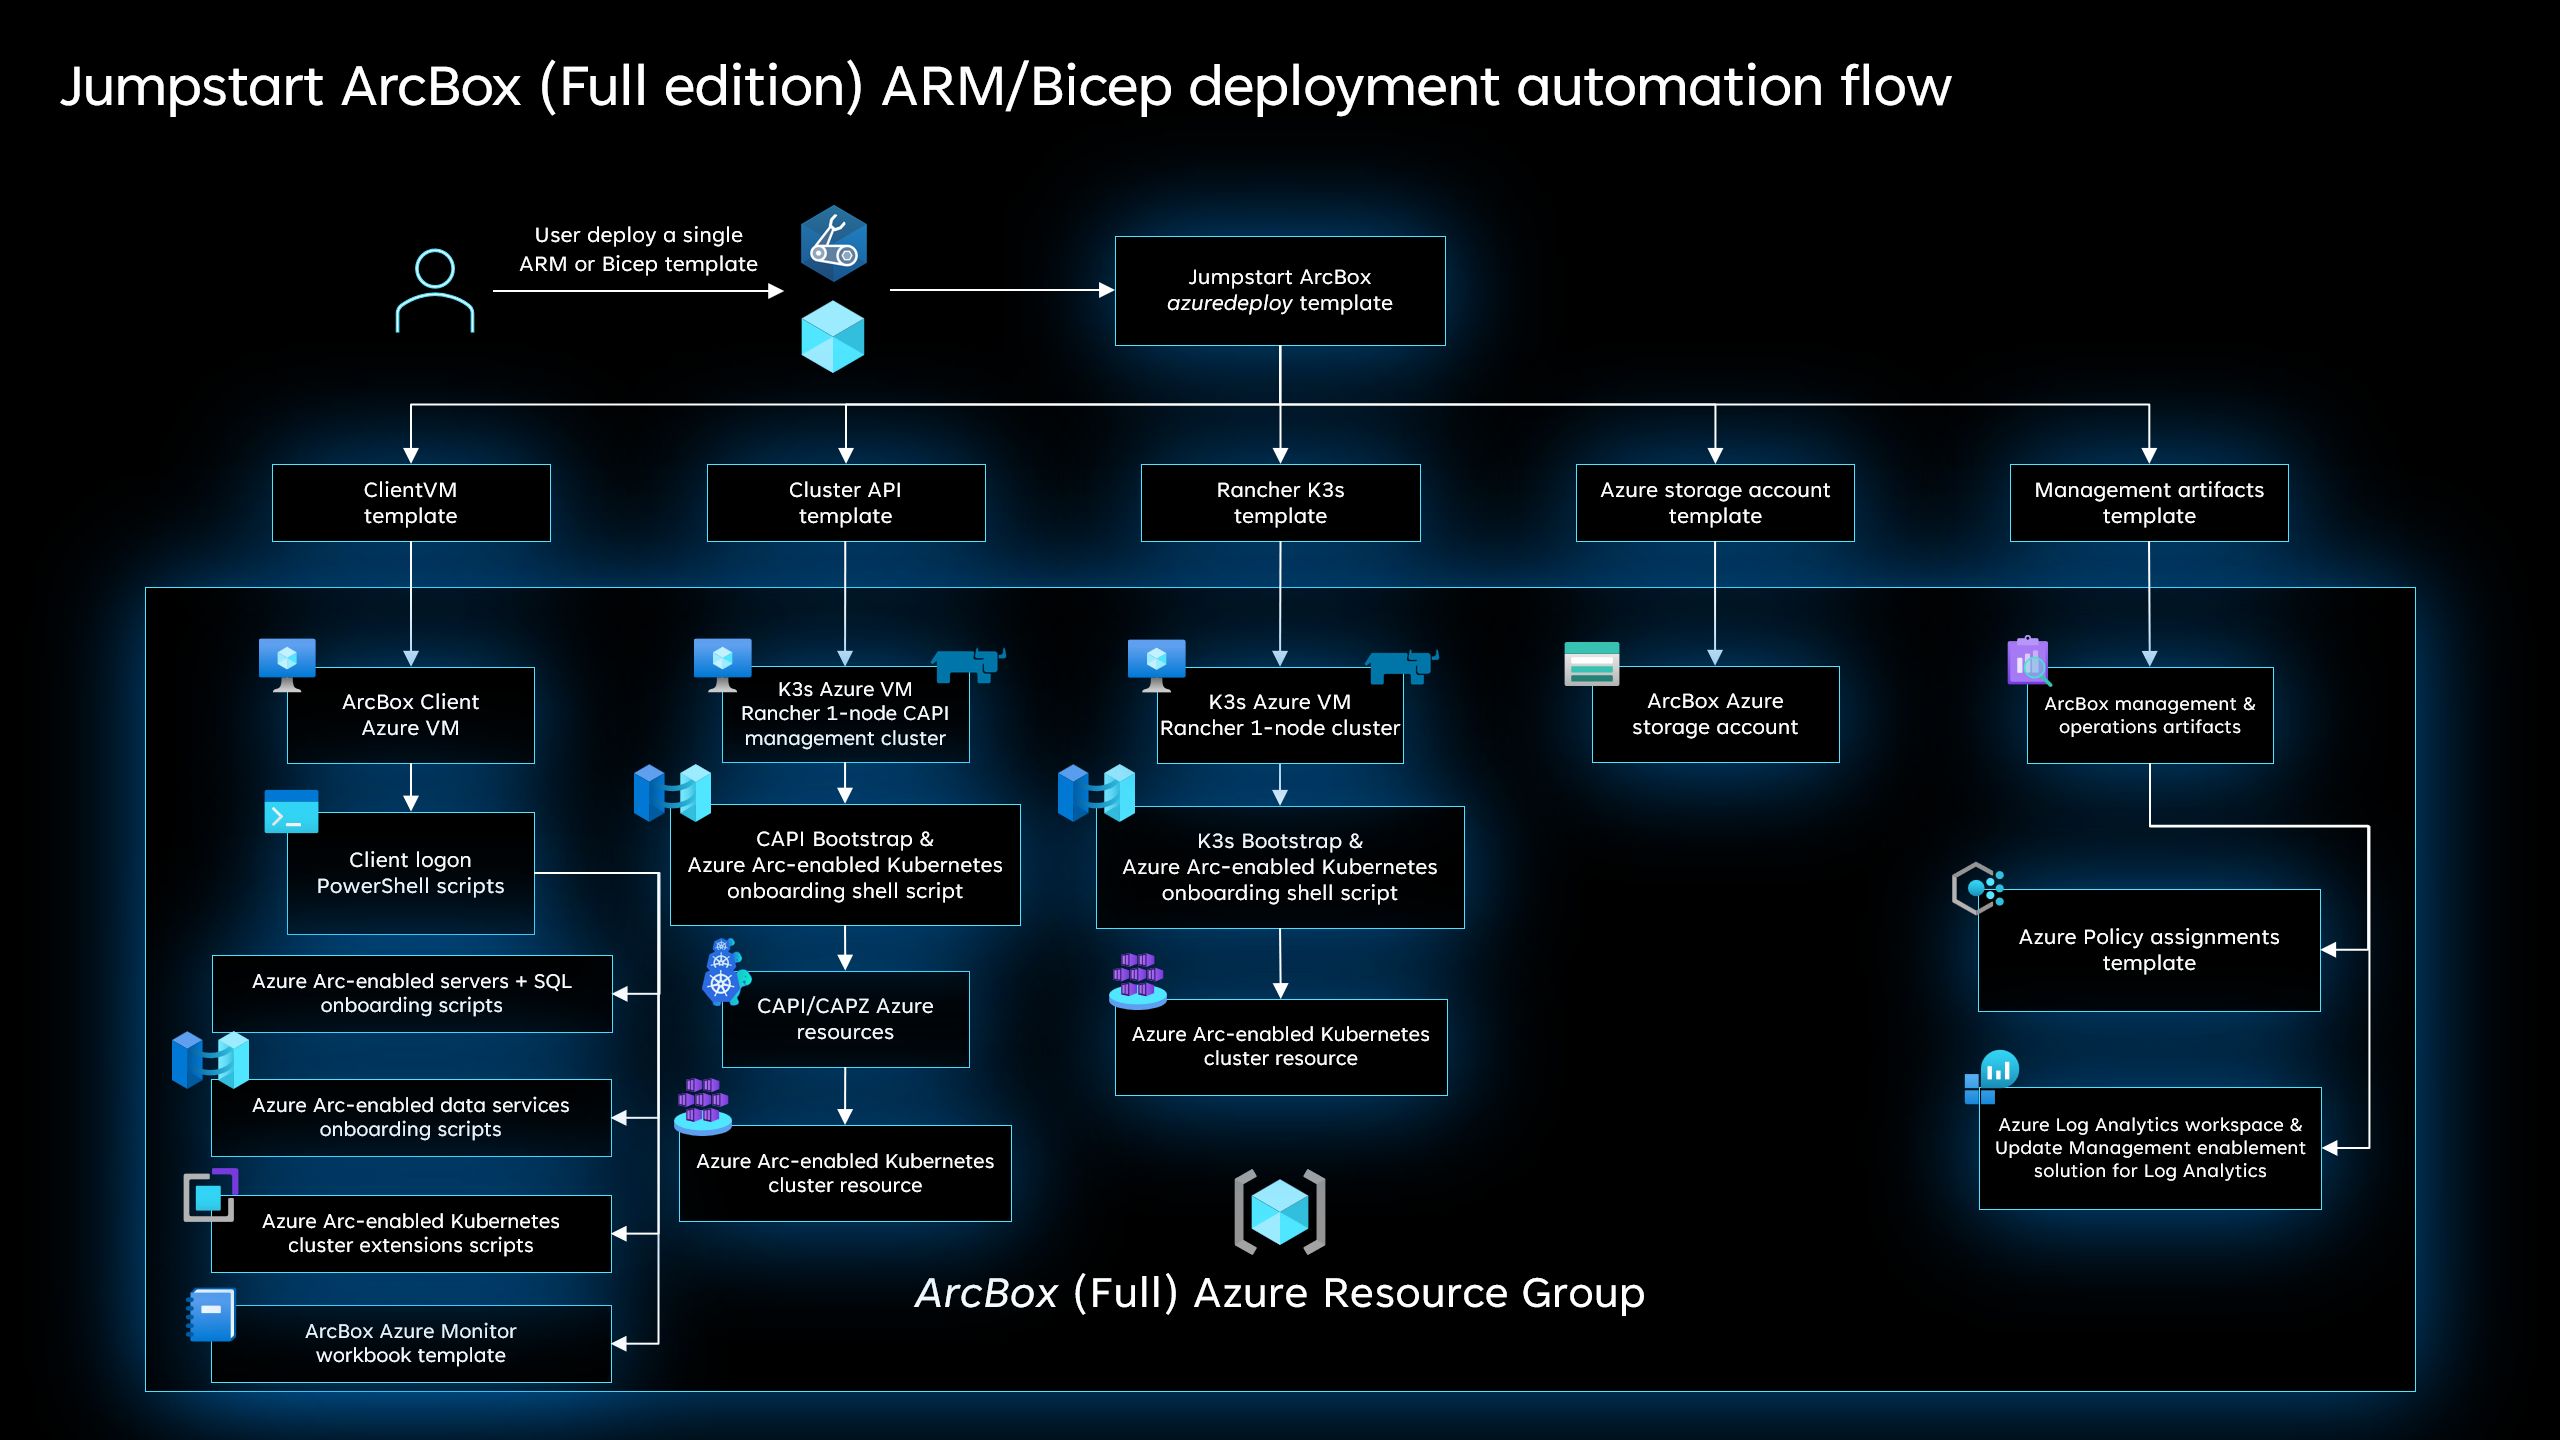 Jumpstart ArcBox (Full edition) ARM/Bicep deployment automation flow
User deploy a single
ARM or Bicep template
Jumpstart ArcBox
azuredeploy template
ClientVM
template
Cluster API
template
Rancher K3s
template
Azure storage account
template
Management artifacts
template
ArcBox Client
Azure VM
K3s Azure VM
Rancher 1-node CAPI
management cluster
K3s Azure VM
Rancher 1-node cluster
ArcBox Azure
storage account
ArcBox management &
operations artifacts
Client logon
PowerShell scripts
CAPI Bootstrap &
Azure Arc-enabled Kubernetes
onboarding shell script
K3s Bootstrap &
Azure Arc-enabled Kubernetes
onboarding shell script
Azure Policy assignments
template
Azure Arc-enabled servers + SQL
onboarding scripts
CAPI/CAPZ Azure
resources
Azure Arc-enabled Kubernetes
cluster resource
Azure Arc-enabled data services
onboarding scripts
Azure Arc-enabled Kubernetes
cluster resource
Azure Log Analytics workspace &
Update Management enablement
solution for Log Analytics
Azure Arc-enabled Kubernetes
cluster extensions scripts
ArcBox (Full) Azure Resource Group
ArcBox Azure Monitor
workbook template